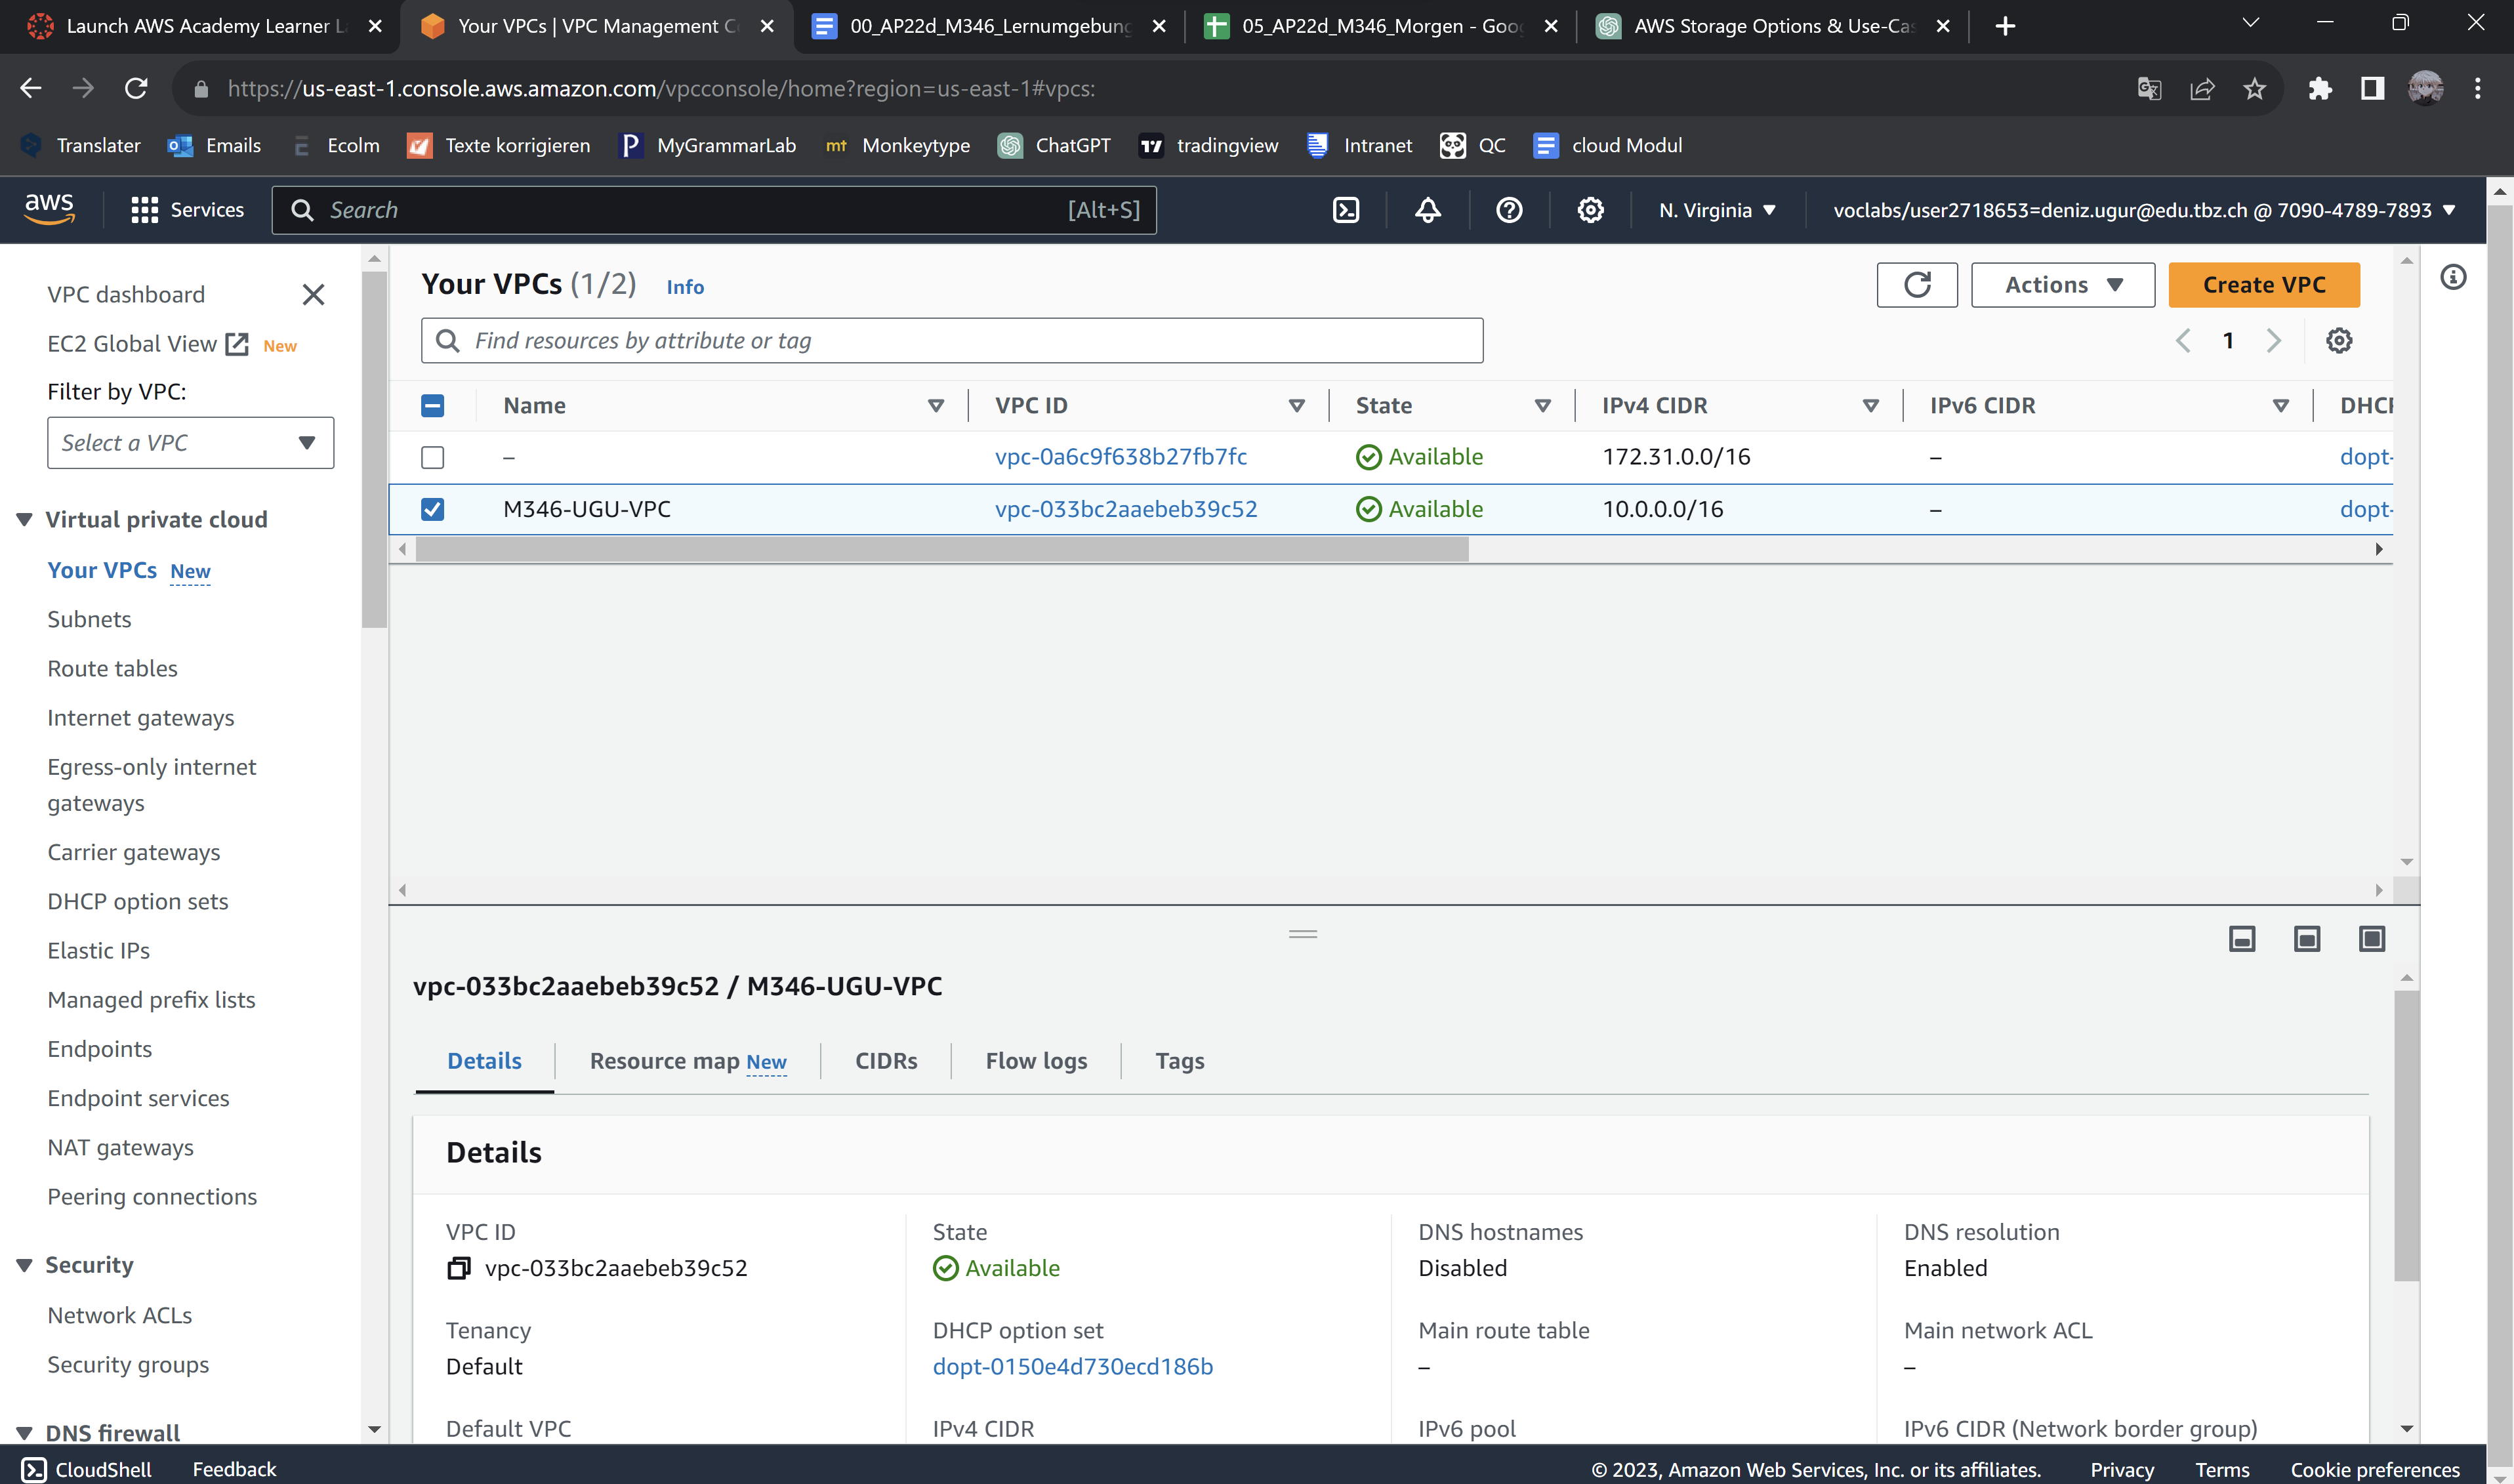 Launch AWS Academy Learner La
Your VPCs | VPC Management Co
00_AP22d_M346_Lernumgebung
05_AP22d_M346_Morgen - Goog
AWS Storage Options & Use-Cas
https://us-east-1.console.aws.amazon.com/vpcconsole/home?region=us-east-1#vpcs:
Translater Emails Ecolm Texte korrigieren MyGrammarLab mt Monkeytype ChatGPT tradingview Intranet QC cloud Modul
aws Services Search [Alt+S] N. Virginia voclabs/user2718653=deniz.ugur@edu.tbz.ch @ 7090-4789-7893
VPC dashboard
EC2 Global View New
Filter by VPC:
Select a VPC
Virtual private cloud
Your VPCs New
Subnets
Route tables
Internet gateways
Egress-only internet
gateways
Carrier gateways
DHCP option sets
Elastic IPs
Managed prefix lists
Endpoints
Endpoint services
NAT gateways
Peering connections
Security
Network ACLs
Security groups
DNS firewall
Your VPCs (1/2) Info
Actions Create VPC
Find resources by attribute or tag
1
Name VPC ID State IPv4 CIDR IPv6 CIDR DHCP
– vpc-0a6c9f638b27fb7fc Available 172.31.0.0/16 – dopt-
M346-UGU-VPC vpc-033bc2aaebeb39c52 Available 10.0.0.0/16 – dopt-
vpc-033bc2aaebeb39c52 / M346-UGU-VPC
Details Resource map New CIDRs Flow logs Tags
Details
VPC ID State DNS hostnames DNS resolution
vpc-033bc2aaebeb39c52 Available Disabled Enabled
Tenancy DHCP option set Main route table Main network ACL
Default dopt-0150e4d730ecd186b – –
Default VPC IPv4 CIDR IPv6 pool IPv6 CIDR (Network border group)
CloudShell Feedback © 2023, Amazon Web Services, Inc. or its affiliates. Privacy Terms Cookie preferences